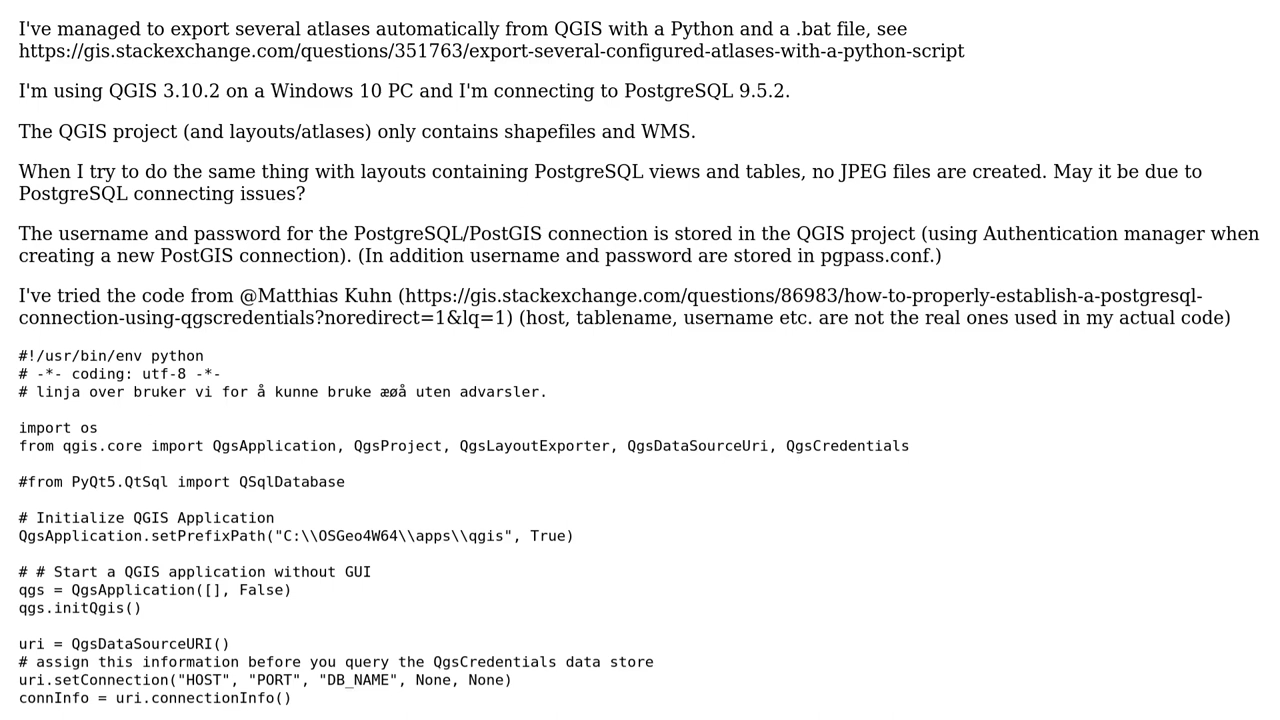 I've managed to export several atlases automatically from QGIS with a Python and a .bat file, see
https://gis.stackexchange.com/questions/351763/export-several-configured-atlases-with-a-python-script
I'm using QGIS 3.10.2 on a Windows 10 PC and I'm connecting to PostgreSQL 9.5.2.
The QGIS project (and layouts/atlases) only contains shapefiles and WMS.
When I try to do the same thing with layouts containing PostgreSQL views and tables, no JPEG files are created. May it be due to
PostgreSQL connecting issues?
The username and password for the PostgreSQL/PostGIS connection is stored in the QGIS project (using Authentication manager when
creating a new PostGIS connection). (In addition username and password are stored in pgpass.conf.)
I've tried the code from @Matthias Kuhn (https://gis.stackexchange.com/questions/86983/how-to-properly-establish-a-postgresql-
connection-using-qgscredentials?noredirect=1&lq=1) (host, tablename, username etc. are not the real ones used in my actual code)
#!/usr/bin/env python
# -*- coding: utf-8 -*-
# linja over bruker vi for å kunne bruke æøå uten advarsler.
import os
from qgis.core import QgsApplication, QgsProject, QgsLayoutExporter, QgsDataSourceUri, QgsCredentials
#from PyQt5.QtSql import QSqlDatabase
# Initialize QGIS Application
QgsApplication.setPrefixPath("C:\\OSGeo4W64\\apps\\qgis", True)
# # Start a QGIS application without GUI
qgs = QgsApplication([], False)
qgs.initQgis()
uri = QgsDataSourceURI()
# assign this information before you query the QgsCredentials data store
uri.setConnection("HOST", "PORT", "DB_NAME", None, None)
connInfo = uri.connectionInfo()